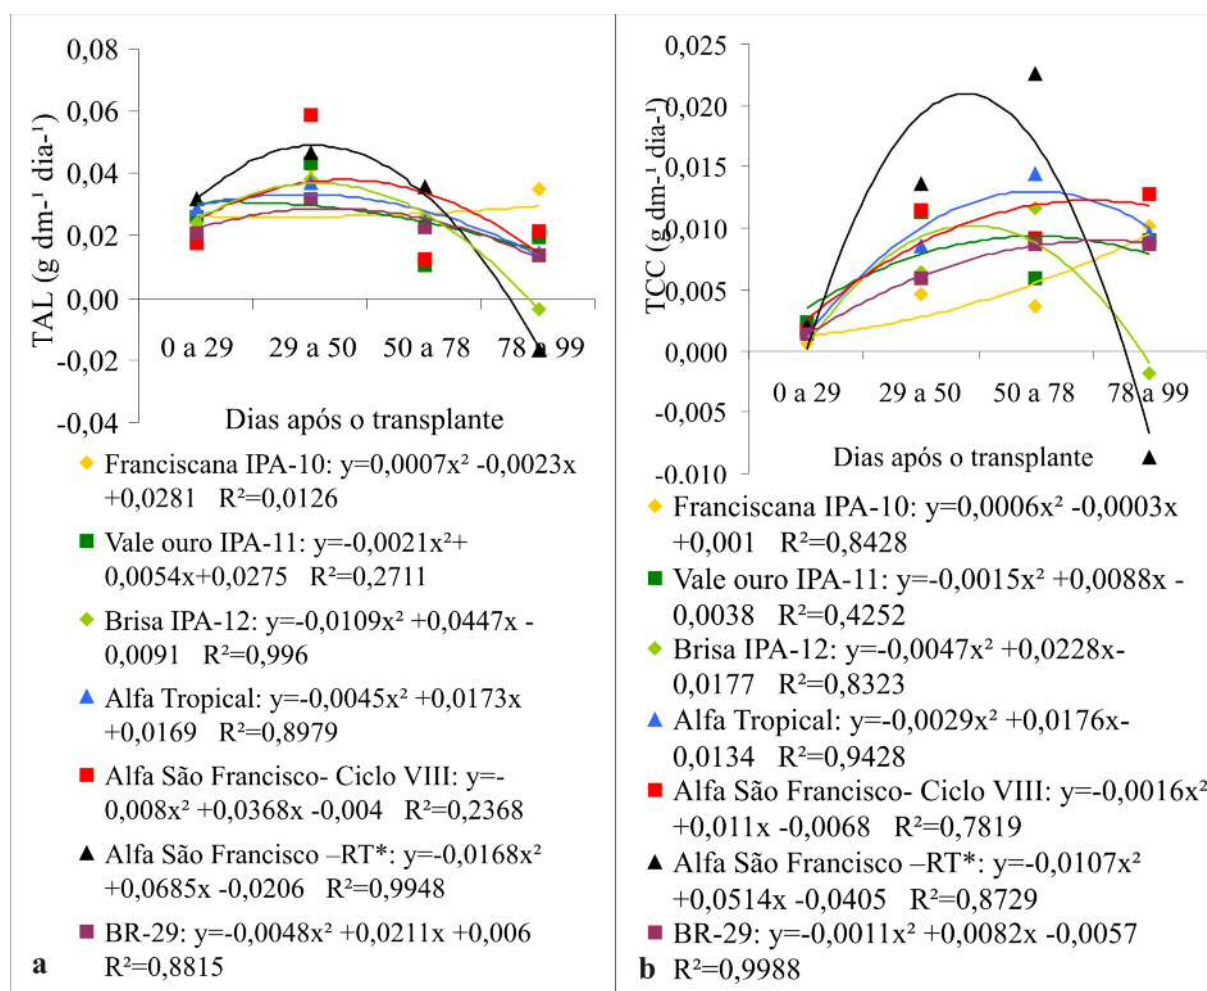 0,08
0,06
0,04
0,02
0,00
-0,02
-0,04
TAL (g dm-¹ dia-¹)
0 a 29 29 a 50 50 a 78 78 a 99
Dias após o transplante
Franciscana IPA-10: y=0,0007x² -0,0023x
+0,0281 R²=0,0126
Vale ouro IPA-11: y=-0,0021x²+
0,0054x+0,0275 R²=0,2711
Brisa IPA-12: y=-0,0109x² +0,0447x -
0,0091 R²=0,996
Alfa Tropical: y=-0,0045x² +0,0173x
+0,0169 R²=0,8979
Alfa São Francisco- Ciclo VIII: y=-
0,008x² +0,0368x -0,004 R²=0,2368
Alfa São Francisco –RT*: y=-0,0168x²
+0,0685x -0,0206 R²=0,9948
BR-29: y=-0,0048x² +0,0211x +0,006
R²=0,8815
a
0,025
0,020
0,015
0,010
0,005
0,000
-0,005
-0,010
TCC (g dm-¹ dia-¹)
0 a 29 29 a 50 50 a 78 78 a 99
Dias após o transplante
Franciscana IPA-10: y=0,0006x² -0,0003x
+0,001 R²=0,8428
Vale ouro IPA-11: y=-0,0015x² +0,0088x -
0,0038 R²=0,4252
Brisa IPA-12: y=-0,0047x² +0,0228x-
0,0177 R²=0,8323
Alfa Tropical: y=-0,0029x² +0,0176x-
0,0134 R²=0,9428
Alfa São Francisco- Ciclo VIII: y=-0,0016x²
+0,011x -0,0068 R²=0,7819
Alfa São Francisco –RT*: y=-0,0107x²
+0,0514x -0,0405 R²=0,8729
BR-29: y=-0,0011x² +0,0082x -0,0057
R²=0,9988
b